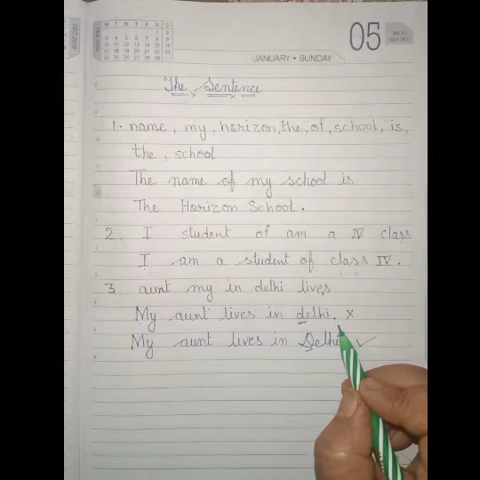 05
JANUARY • SUNDAY
The Sentence
1. name, my, horizon, the, of, school, is,
the, school
The name of my school is
The Horizon School.
2. I student of am a IV class
I am a student of class IV.
3. aunt my in delhi lives
My aunt lives in delhi. ×
My aunt lives in Delhi ✓